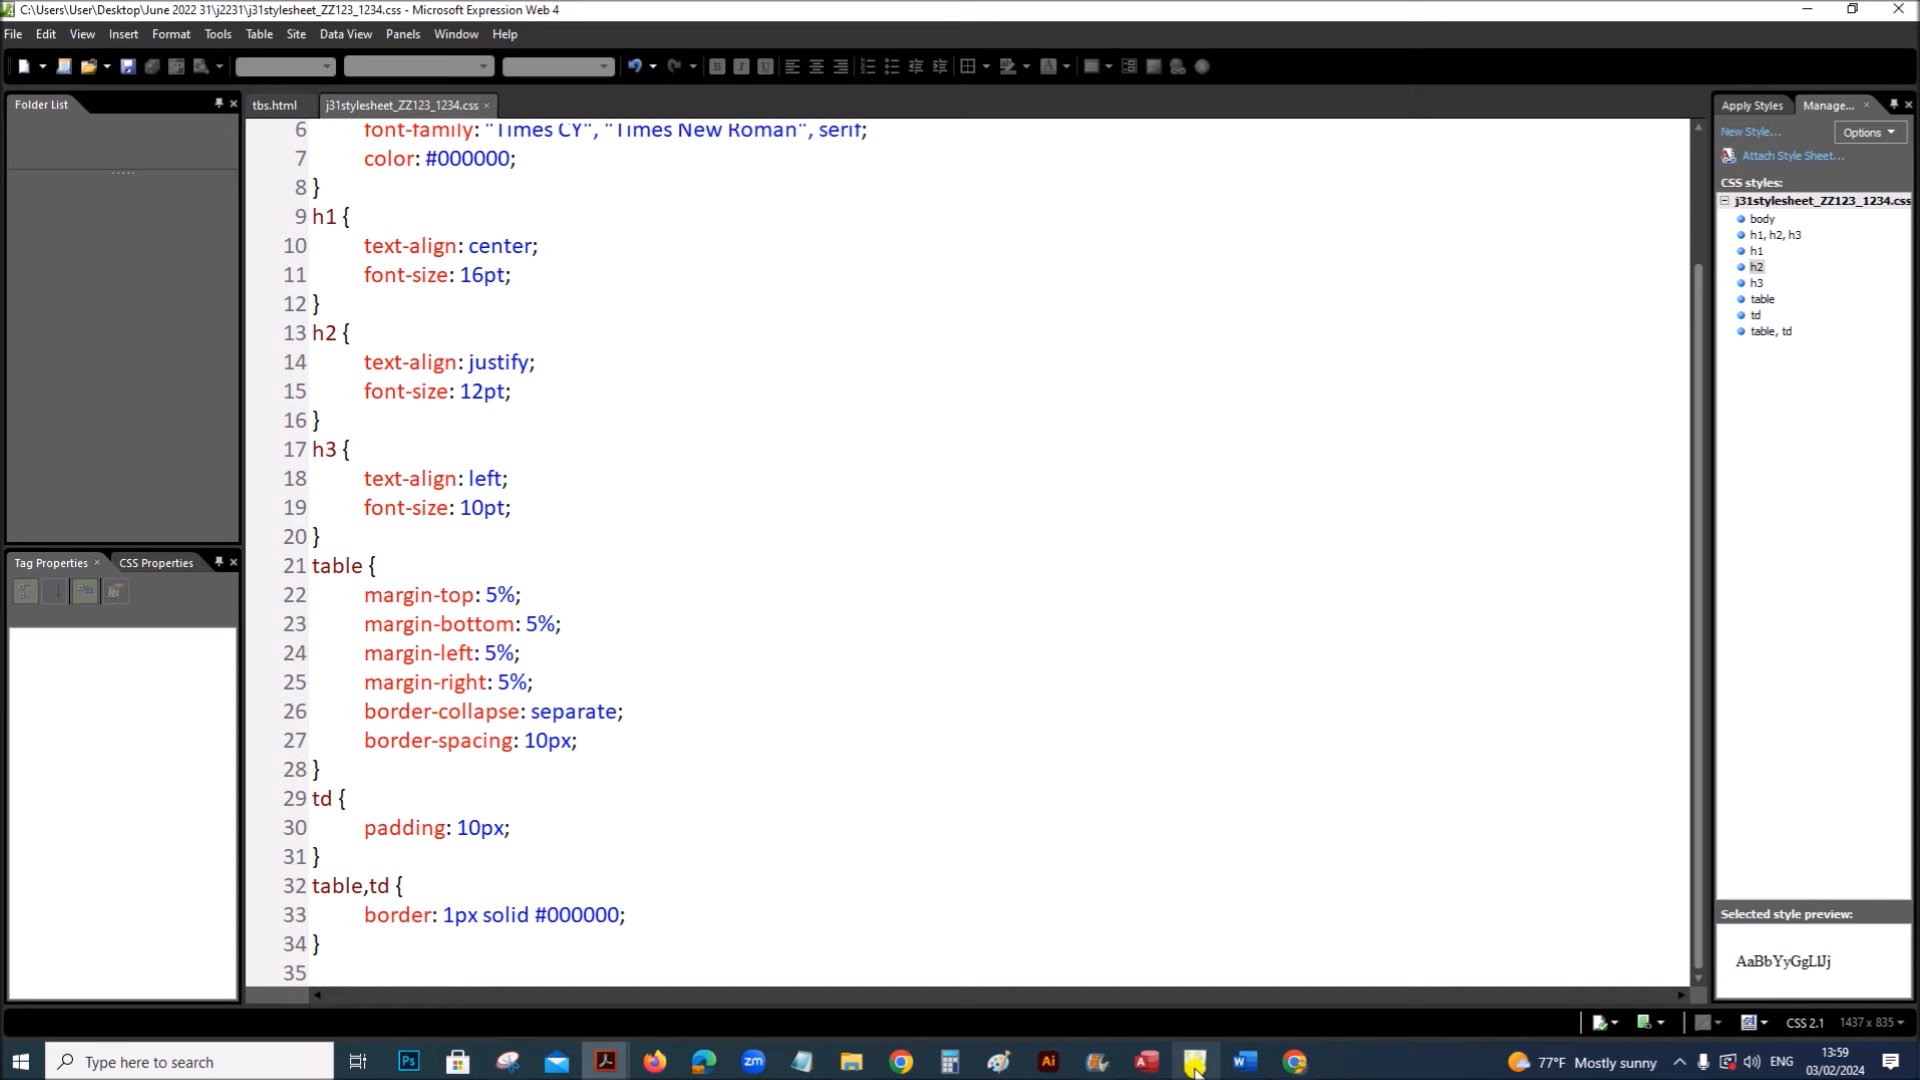 C:\Users\User\Desktop\June 2022 31\j2231\j31stylesheet_ZZ123_1234.css - Microsoft Expression Web 4
File Edit View Insert Format Tools Table Site Data View Panels Window Help
Folder List
tbs.html
j31stylesheet_ZZ123_1234.css
Apply Styles
Manage...
New Style...
Options
Attach Style Sheet...
CSS styles:
j31stylesheet_ZZ123_1234.css
body
h1, h2, h3
h1
h2
h3
table
td
table, td
6 font-family: "Times CY", "Times New Roman", serif;
7 color: #000000;
8 }
9 h1 {
10 text-align: center;
11 font-size: 16pt;
12 }
13 h2 {
14 text-align: justify;
15 font-size: 12pt;
16 }
17 h3 {
18 text-align: left;
19 font-size: 10pt;
20 }
21 table {
22 margin-top: 5%;
23 margin-bottom: 5%;
24 margin-left: 5%;
25 margin-right: 5%;
26 border-collapse: separate;
27 border-spacing: 10px;
28 }
29 td {
30 padding: 10px;
31 }
32 table,td {
33 border: 1px solid #000000;
34 }
35
Tag Properties
CSS Properties
Selected style preview:
AaBbYyGgLlJj
CSS 2.1
1437 x 835
Type here to search
Ps
zm
Ai
A
W
77°F Mostly sunny
ENG
13:59
03/02/2024